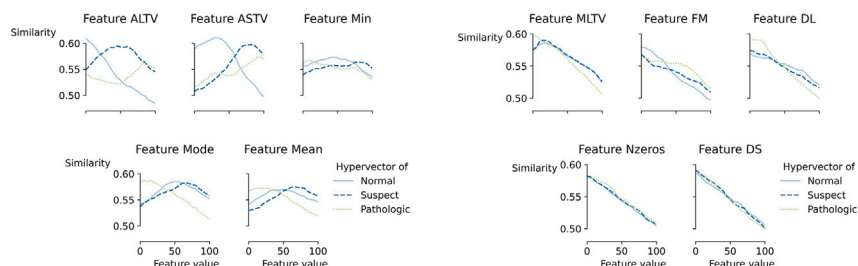 Feature ALTV Feature ASTV Feature Min
Similarity
0.60
0.55
0.50
Feature Mode Feature Mean
Similarity
0.60
0.55
0.50
0 50 100 0 50 100
Feature value Feature value
Hypervector of
Normal
Suspect
Pathologic
Feature MLTV Feature FM Feature DL
Similarity
0.60
0.55
0.50
Feature Nzeros Feature DS
Similarity
0.60
0.55
0.50
0 50 100 0 50 100
Feature value Feature value
Hypervector of
Normal
Suspect
Pathologic